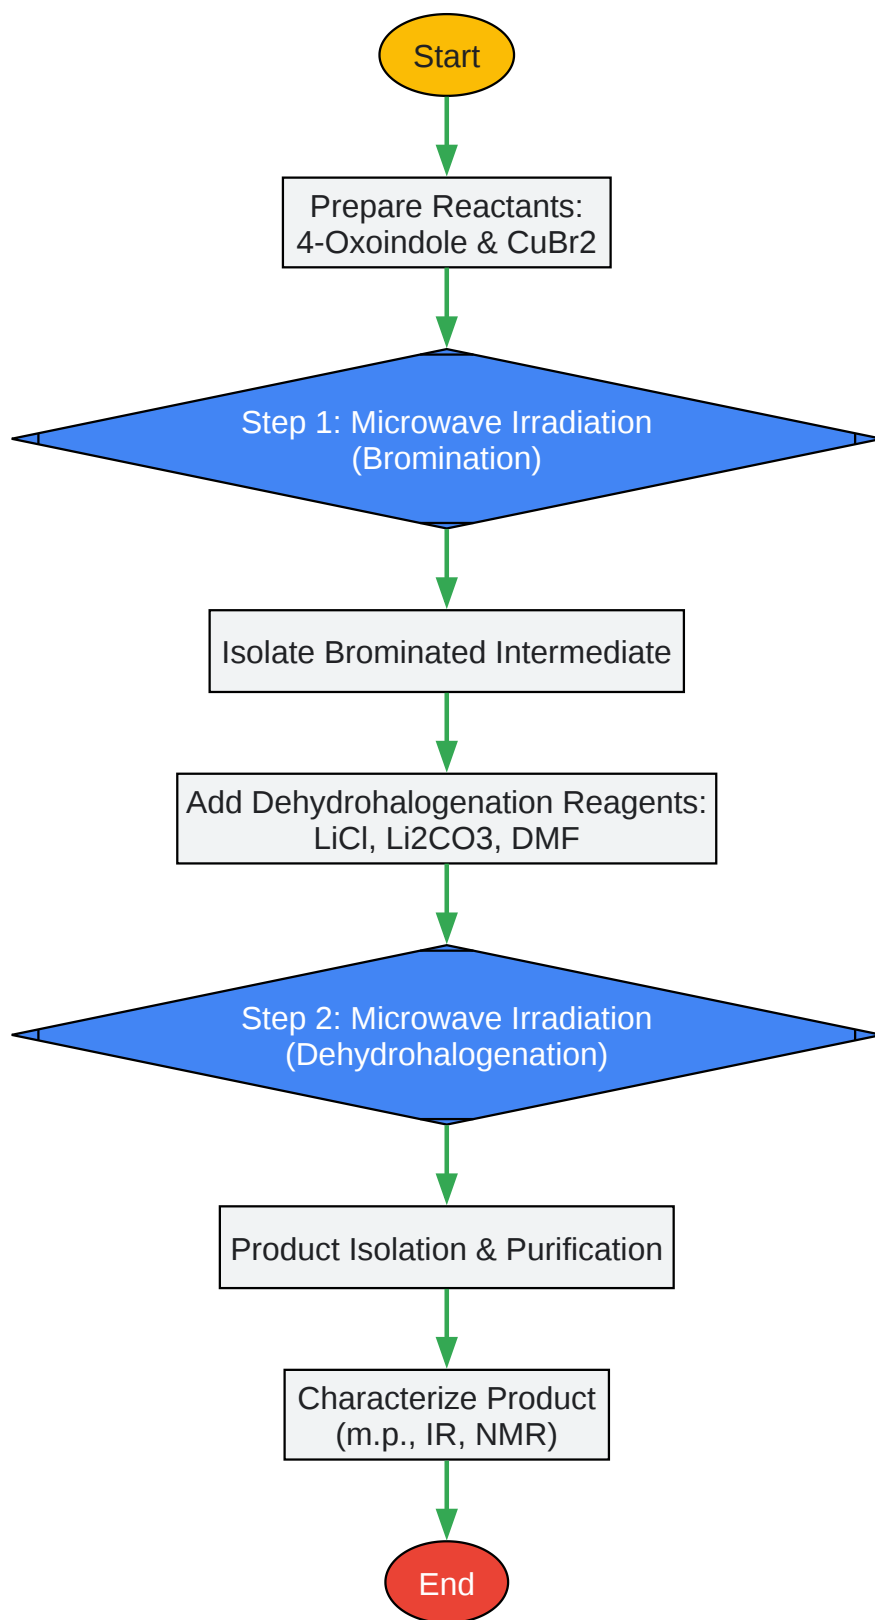 Start
Prepare Reactants:
4-Oxoindole & CuBr2
Step 1: Microwave Irradiation
(Bromination)
Isolate Brominated Intermediate
Add Dehydrohalogenation Reagents:
LiCl, Li2CO3, DMF
Step 2: Microwave Irradiation
(Dehydrohalogenation)
Product Isolation & Purification
Characterize Product
(m.p., IR, NMR)
End